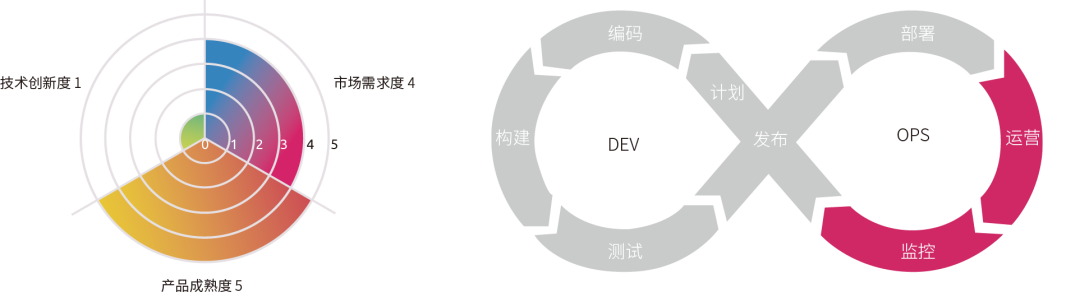 技术创新度 1
市场需求度 4
0 1 2 3 4 5
产品成熟度 5
编码
计划
构建
DEV
发布
测试
部署
OPS
运营
监控